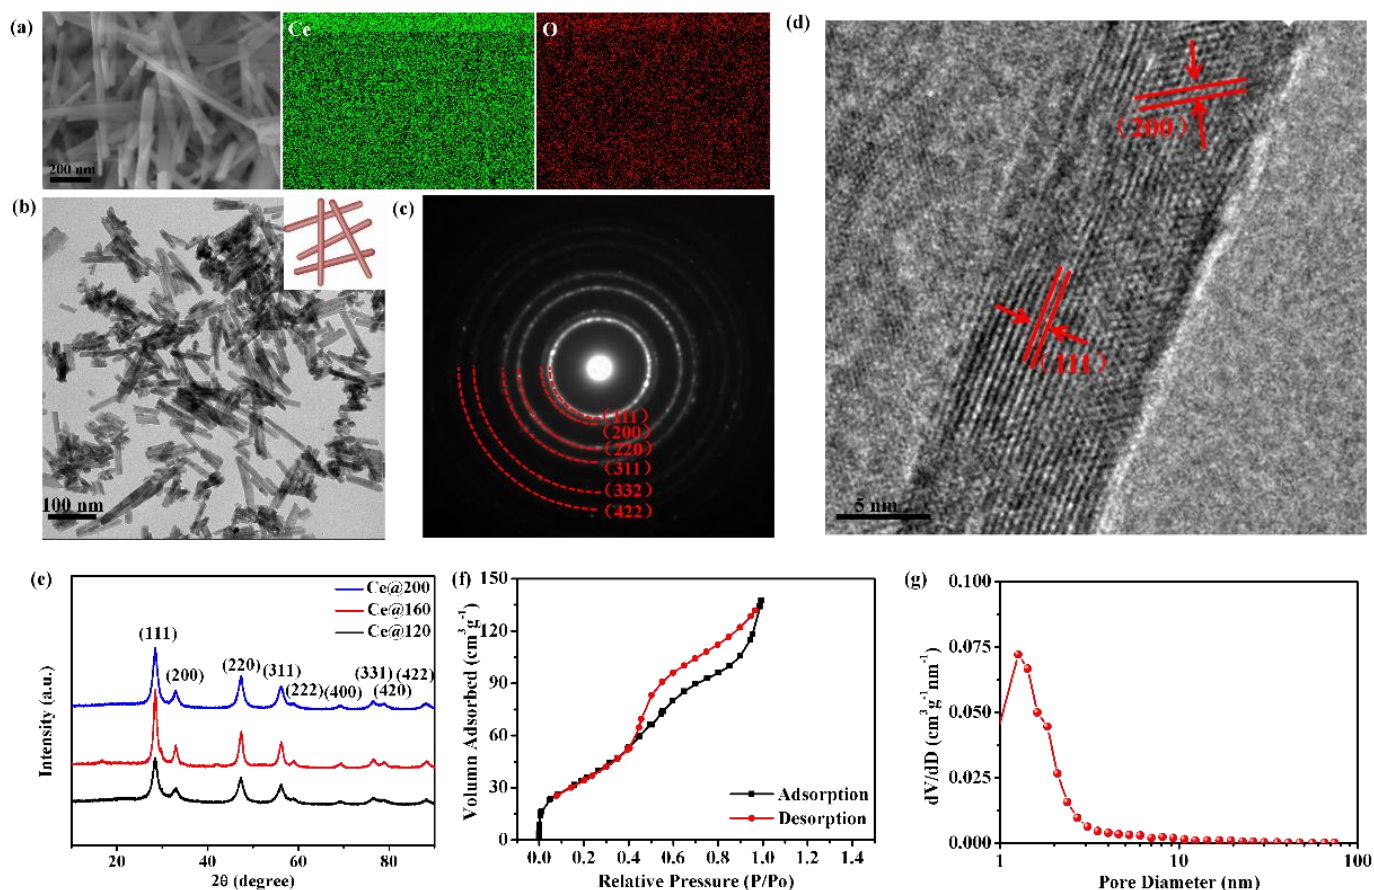 (a)
Ce
O
200 nm
(b)
100 nm
(c)
(111)
(200)
(220)
(311)
(332)
(422)
(d)
(200)
(111)
5 nm
(e)
Ce@200
Ce@160
Ce@120
(111)
(200)
(220)
(311)
(222)
(400)
(331)
(420)
(422)
Intensity (a.u.)
20 40 60 80
2θ (degree)
(f)
Volumn Adsorbed (cm³g⁻¹)
150
120
90
60
30
0
Adsorption
Desorption
0.0 0.2 0.4 0.6 0.8 1.0 1.2 1.4
Relative Pressure (P/Po)
(g)
dV/dD (cm³g⁻¹nm⁻¹)
0.100
0.075
0.050
0.025
0.000
1 10 100
Pore Diameter (nm)